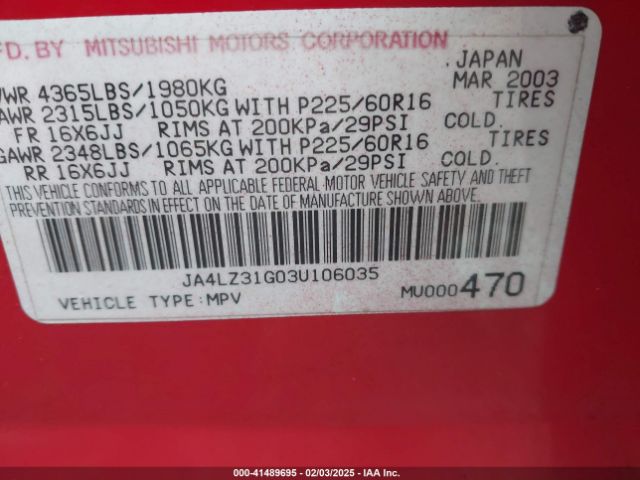 FD. BY MITSUBISHI MOTORS CORPORATION
JAPAN
VWR 4365LBS/1980KG MAR 2003
AWR 2315LBS/1050KG WITH P225/60R16 TIRES
FR 16X6JJ RIMS AT 200KPa/29PSI COLD.
GAWR 2348LBS/1065KG WITH P225/60R16 TIRES
RR 16X6JJ RIMS AT 200KPa/29PSI COLD.
THIS VEHICLE CONFORMS TO ALL APPLICABLE FEDERAL MOTOR VEHICLE SAFETY AND THEFT
PREVENTION STANDARDS IN EFFECT ON THE DATE OF MANUFACTURE SHOWN ABOVE.
JA4LZ31G03U106035
VEHICLE TYPE:MPV MU000470
000-41489695 - 02/03/2025 - IAA Inc.